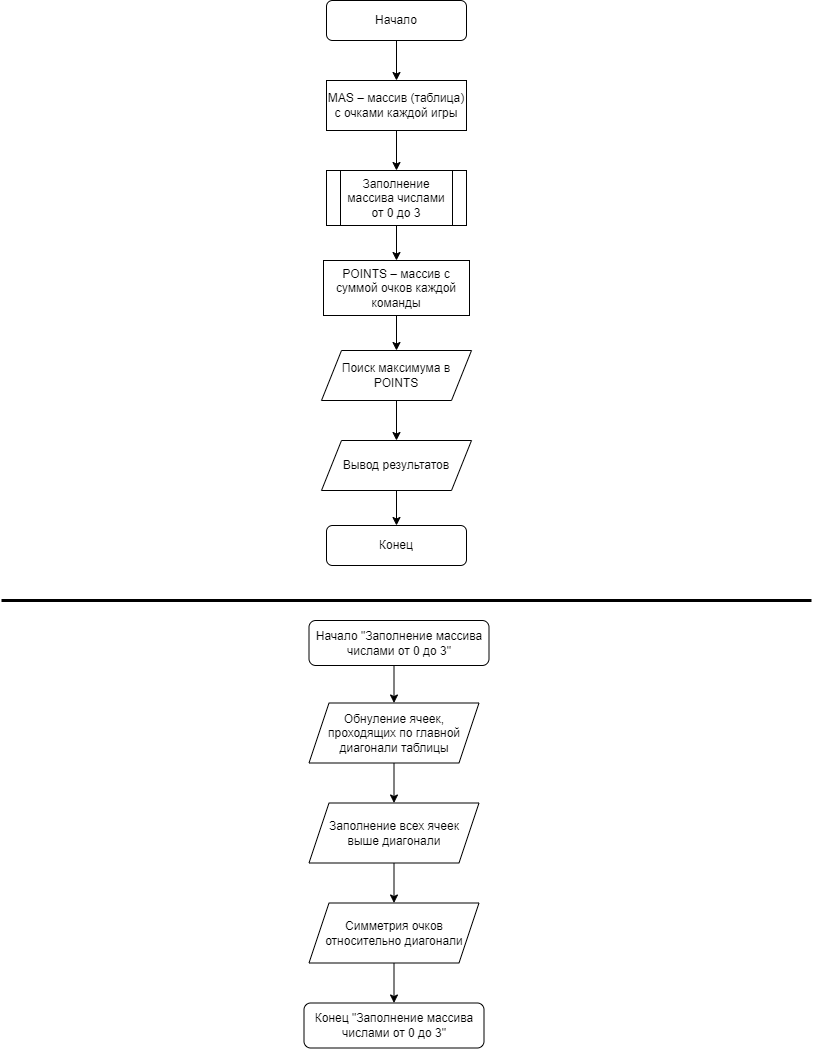 Начало
MAS – массив (таблица)
с очками каждой игры
Заполнение
массива числами
от 0 до 3
POINTS – массив с
суммой очков каждой
команды
Поиск максимума в
POINTS
Вывод результатов
Конец
Начало "Заполнение массива
числами от 0 до 3"
Обнуление ячеек,
проходящих по главной
диагонали таблицы
Заполнение всех ячеек
выше диагонали
Симметрия очков
относительно диагонали
Конец "Заполнение массива
числами от 0 до 3"